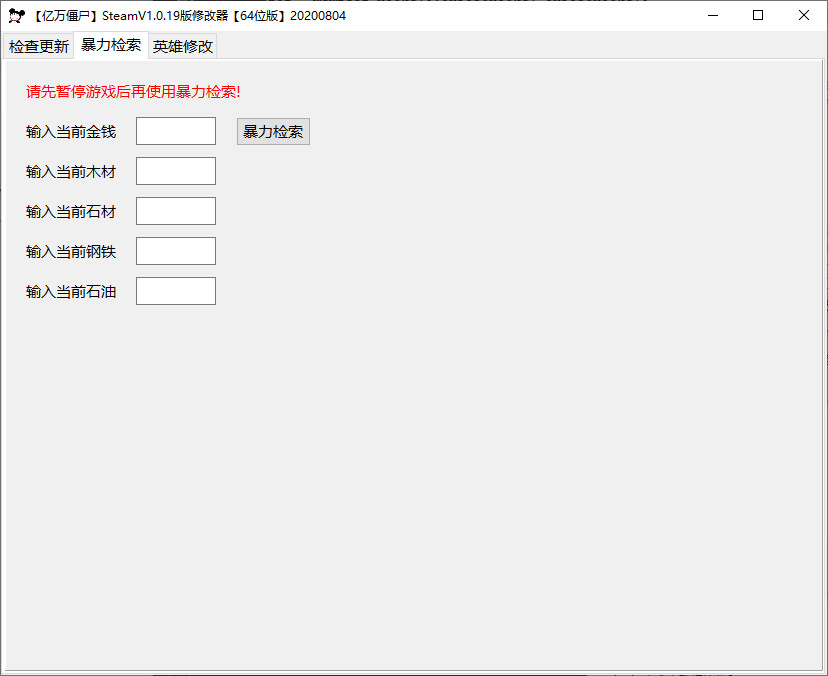 【亿万僵尸】SteamV1.0.19版修改器【64位版】20200804
检查更新 暴力检索 英雄修改
请先暂停游戏后再使用暴力检索!
输入当前金钱 暴力检索
输入当前木材
输入当前石材
输入当前钢铁
输入当前石油